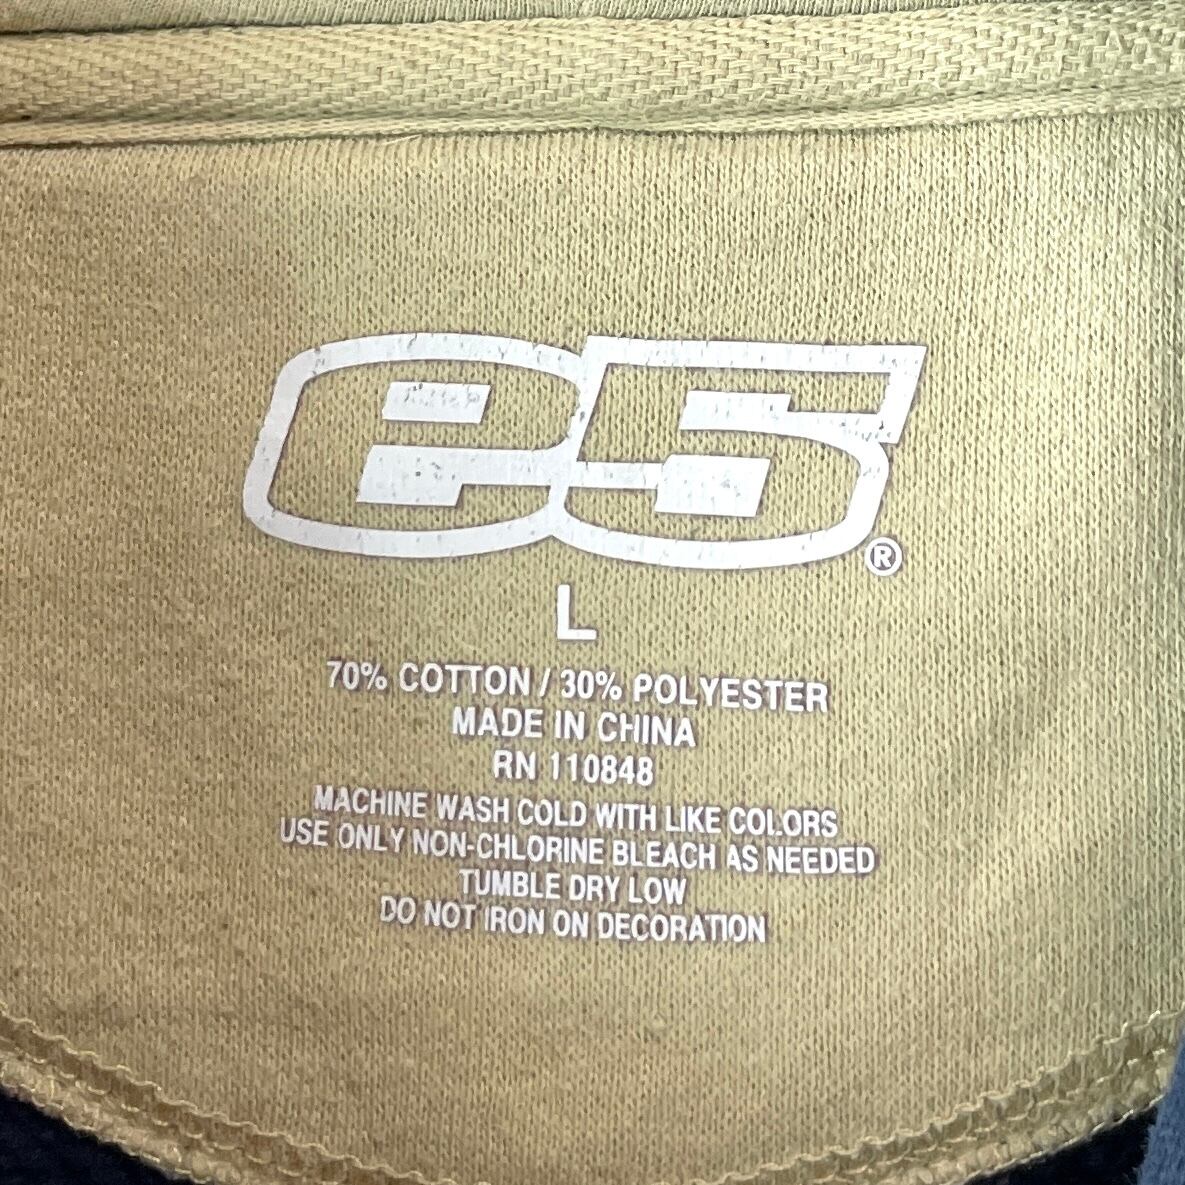 e5®
L
70% COTTON / 30% POLYESTER
MADE IN CHINA
RN 110848
MACHINE WASH COLD WITH LIKE COLORS
USE ONLY NON-CHLORINE BLEACH AS NEEDED
TUMBLE DRY LOW
DO NOT IRON ON DECORATION